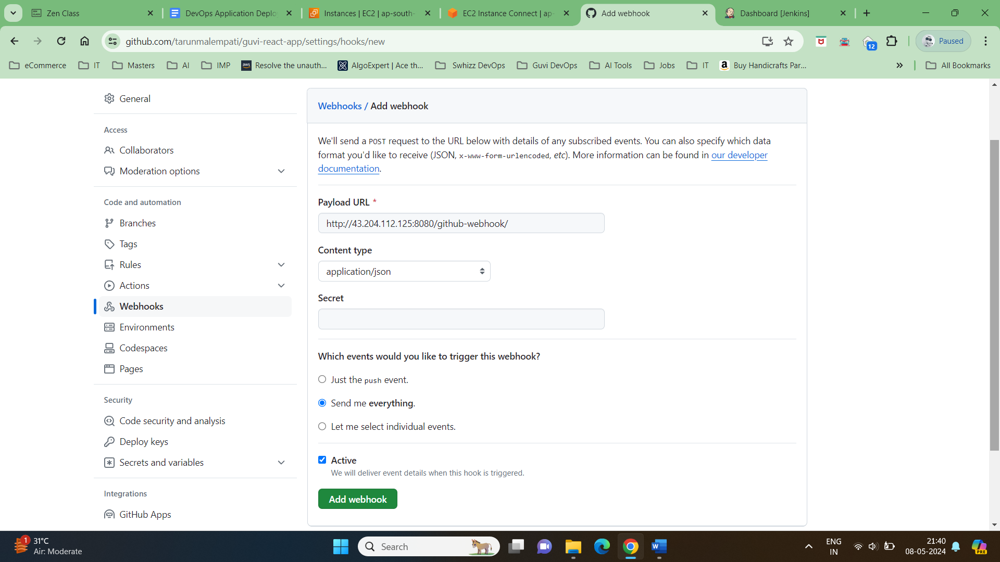 Zen Class
DevOps Application Deplo
Instances | EC2 | ap-south-
EC2 Instance Connect | ap-
Add webhook
Dashboard [Jenkins]
github.com/tarunmalempati/guvi-react-app/settings/hooks/new
12
Paused
eCommerce
IT
Masters
AI
IMP
aws
Resolve the unauth...
AlgoExpert | Ace th...
Swhizz DevOps
Guvi DevOps
AI Tools
Jobs
IT
Buy Handicrafts Par...
All Bookmarks
General
Access
Collaborators
Moderation options
Code and automation
Branches
Tags
Rules
Actions
Webhooks
Environments
Codespaces
Pages
Security
Code security and analysis
Deploy keys
Secrets and variables
Integrations
GitHub Apps
Webhooks / Add webhook
We'll send a POST request to the URL below with details of any subscribed events. You can also specify which data
format you'd like to receive (JSON, x-www-form-urlencoded, etc). More information can be found in our developer
documentation.
Payload URL *
http://43.204.112.125:8080/github-webhook/
Content type
application/json
Secret
Which events would you like to trigger this webhook?
Just the push event.
Send me everything.
Let me select individual events.
Active
We will deliver event details when this hook is triggered.
Add webhook
1
31°C
Air: Moderate
Search
ENG
IN
21:40
08-05-2024
PRE